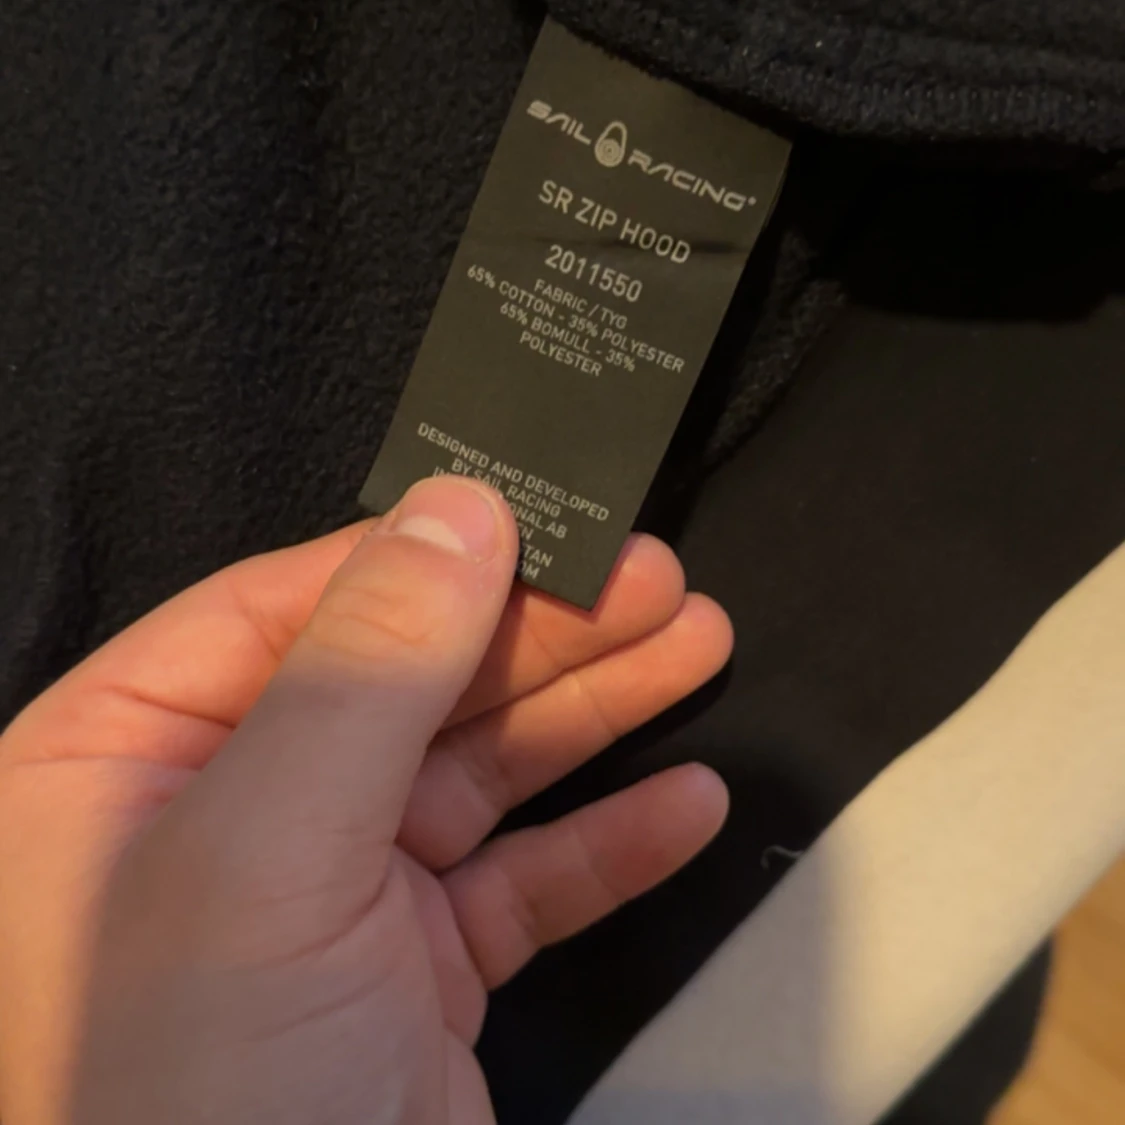 SAIL RACING®
SR ZIP HOOD
2011550
FABRIC / TYG
65% COTTON - 35% POLYESTER
65% BOMULL - 35%
POLYESTER
DESIGNED AND DEVELOPED
BY SAIL RACING
AB